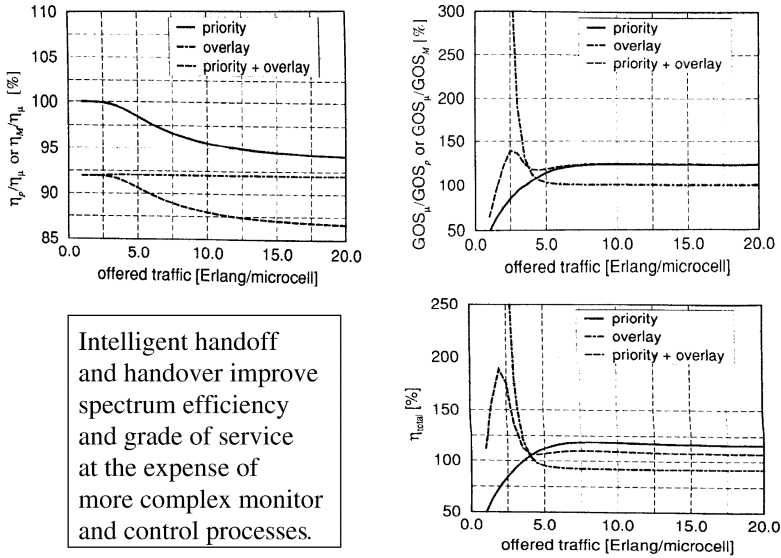 110
105
100
95
90
85
0.0 5.0 10.0 15.0 20.0
ηp/ημ or ηM/ημ [%]
offered traffic [Erlang/microcell]
priority
overlay
priority + overlay
300
250
200
150
100
50
0.0 5.0 10.0 15.0 20.0
GOSμ/GOSp or GOSμ/GOSM [%]
offered traffic [Erlang/microcell]
priority
overlay
priority + overlay
Intelligent handoff
and handover improve
spectrum efficiency
and grade of service
at the expense of
more complex monitor
and control processes.
250
200
150
100
50
0.0 5.0 10.0 15.0 20.0
ηtotal [%]
offered traffic [Erlang/microcell]
priority
overlay
priority + overlay